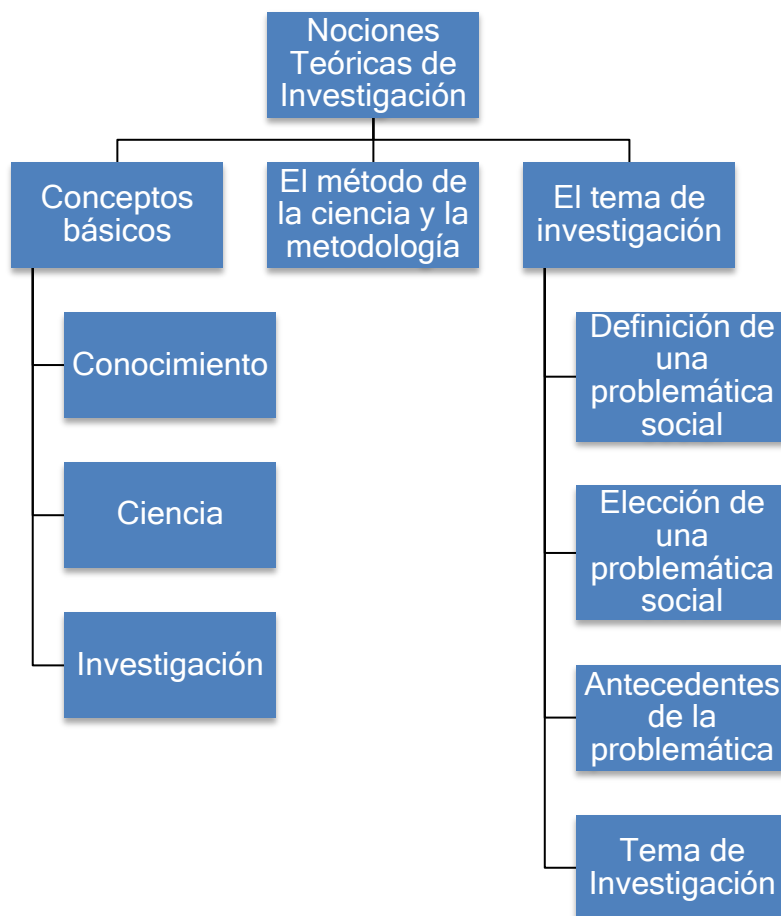 Nociones
Teóricas de
Investigación
Conceptos
básicos
El método de
la ciencia y la
metodología
El tema de
investigación
Conocimiento
Ciencia
Investigación
Definición de
una
problemática
social
Elección de
una
problemática
social
Antecedentes
de la
problemática
Tema de
Investigación